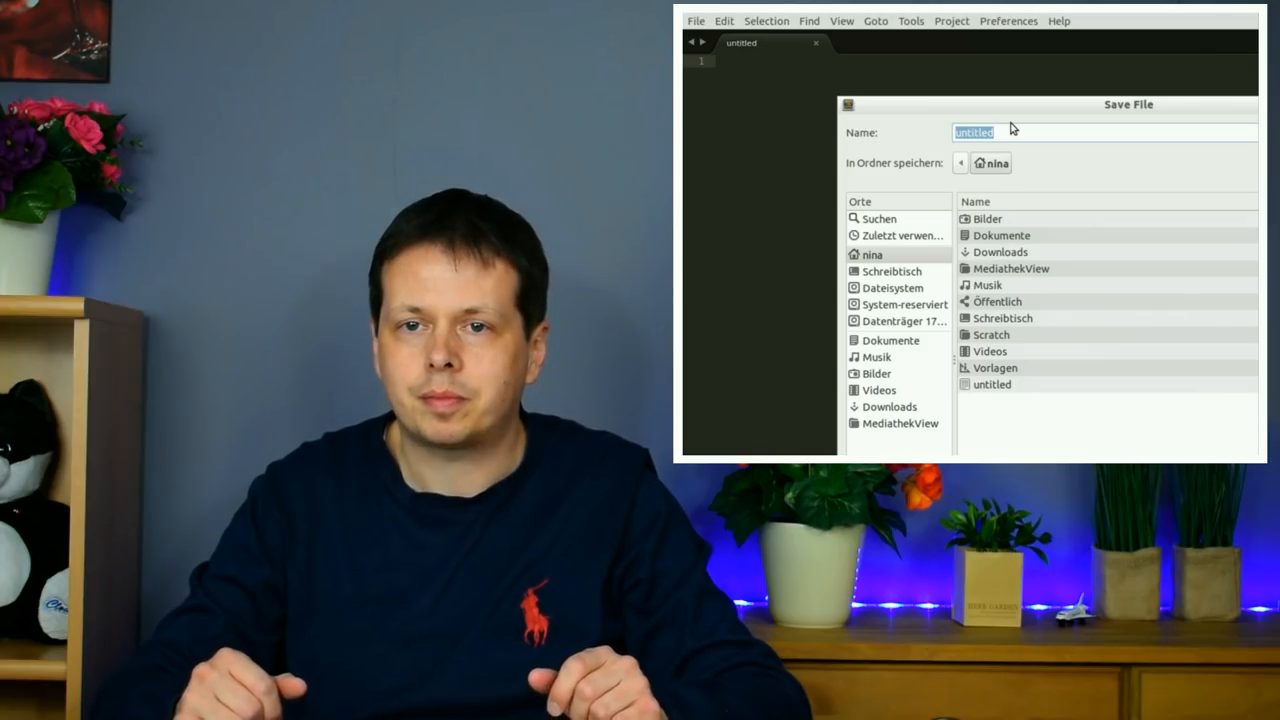 File Edit Selection Find View Goto Tools Project Preferences Help
untitled
1
Save File
Name: untitled
In Ordner speichern: nina
Orte
Suchen
Zuletzt verwen...
nina
Schreibtisch
Dateisystem
System-reserviert
Datenträger 17...
Dokumente
Musik
Bilder
Videos
Downloads
MediathekView
Name
Bilder
Dokumente
Downloads
MediathekView
Musik
Öffentlich
Schreibtisch
Scratch
Videos
Vorlagen
untitled
HERB GARDEN